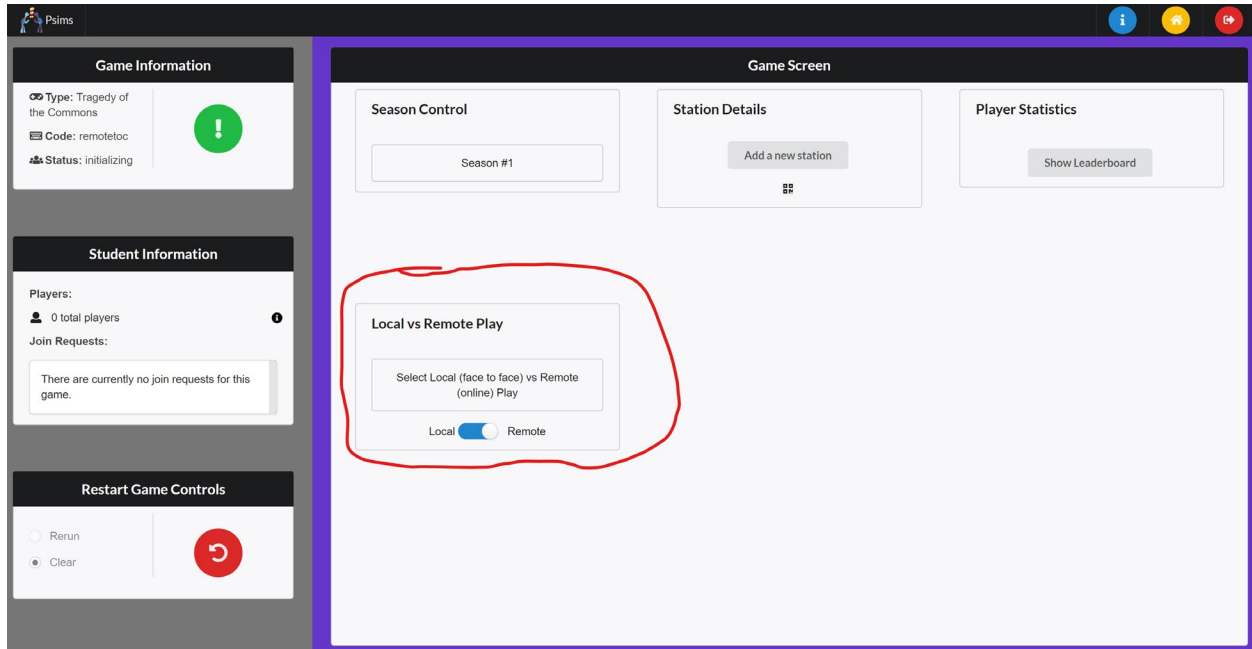 Psims
Game Information
Type: Tragedy of
the Commons
Code: remotetoc
Status: initializing
Student Information
Players:
0 total players
Join Requests:
There are currently no join requests for this
game.
Restart Game Controls
Rerun
Clear
Game Screen
Season Control
Season #1
Station Details
Add a new station
Player Statistics
Show Leaderboard
Local vs Remote Play
Select Local (face to face) vs Remote
(online) Play
Local Remote